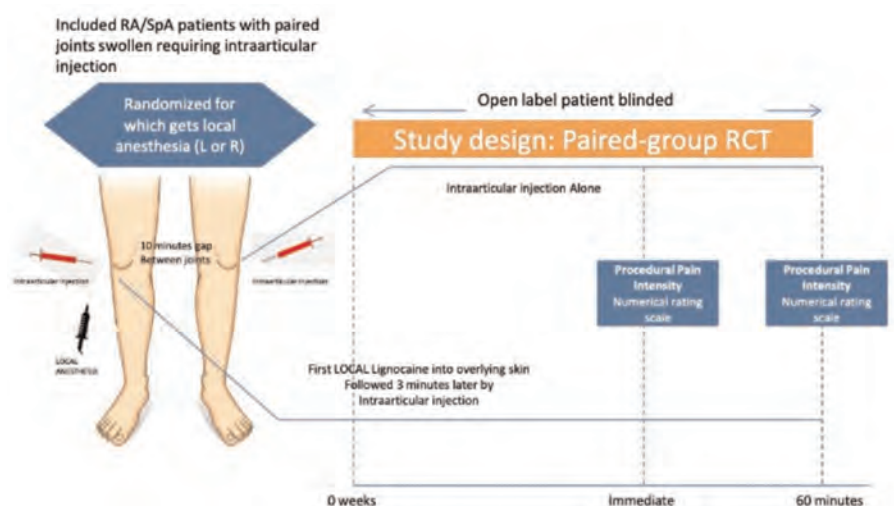 Included RA/SpA patients with paired
joints swollen requiring intraarticular
injection
Randomized for
which gets local
anesthesia (L or R)
Open label patient blinded
Study design: Paired-group RCT
Intraarticular injection Alone
10 minutes gap
Between joints
Intraarticular injection
Intraarticular injection
LOCAL
ANESTHESIA
Procedural Pain
Intensity
Numerical rating
scale
Procedural Pain
Intensity
Numerical rating
scale
First LOCAL Lignocaine into overlying skin
Followed 3 minutes later by
Intraarticular injection
0 weeks
Immediate
60 minutes